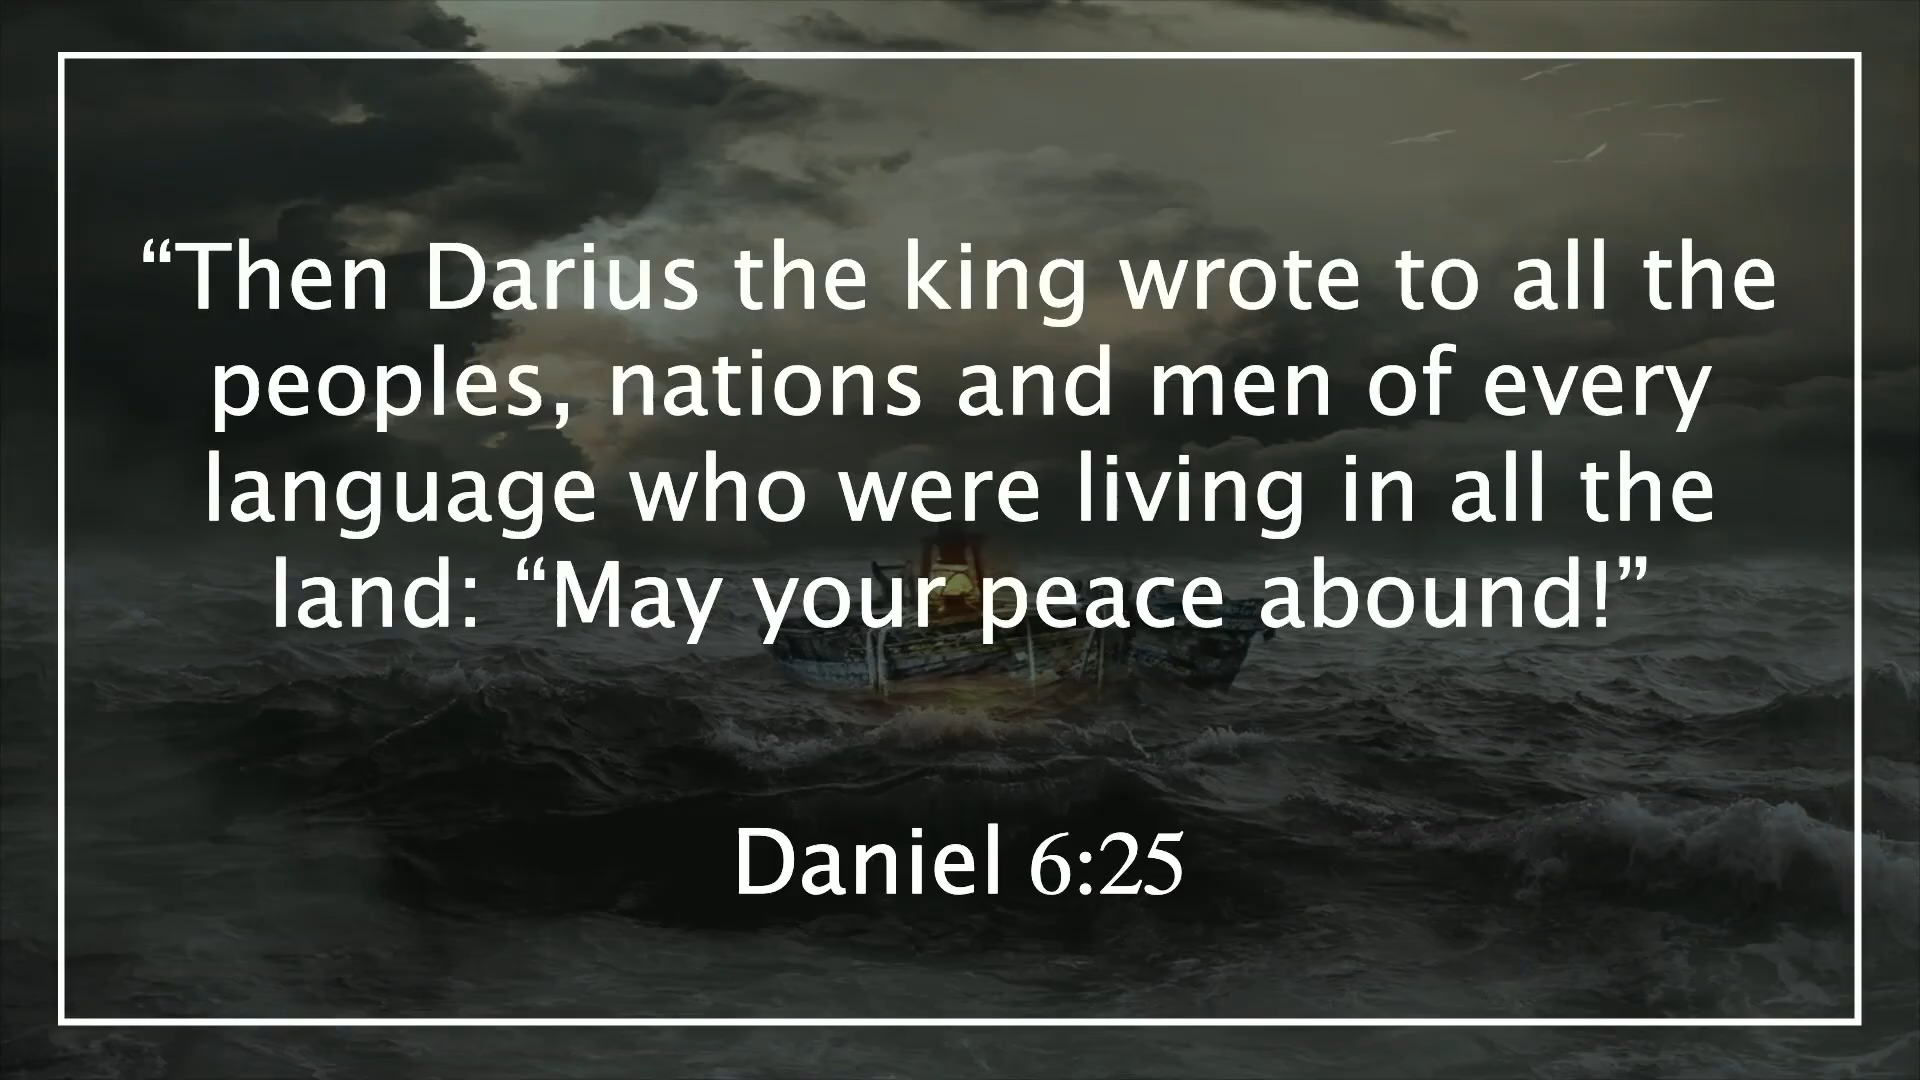 “Then Darius the king wrote to all the
peoples, nations and men of every
language who were living in all the
land: “May your peace abound!”
Daniel 6:25